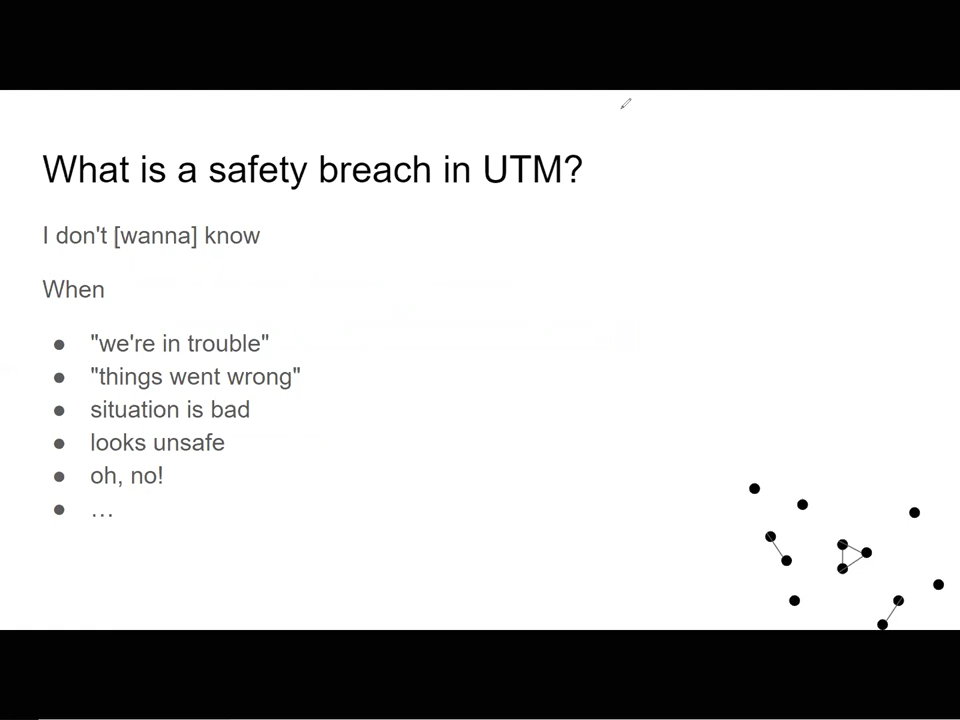 What is a safety breach in UTM?
I don't [wanna] know
When
● "we're in trouble"
● "things went wrong"
● situation is bad
● looks unsafe
● oh, no!
● …